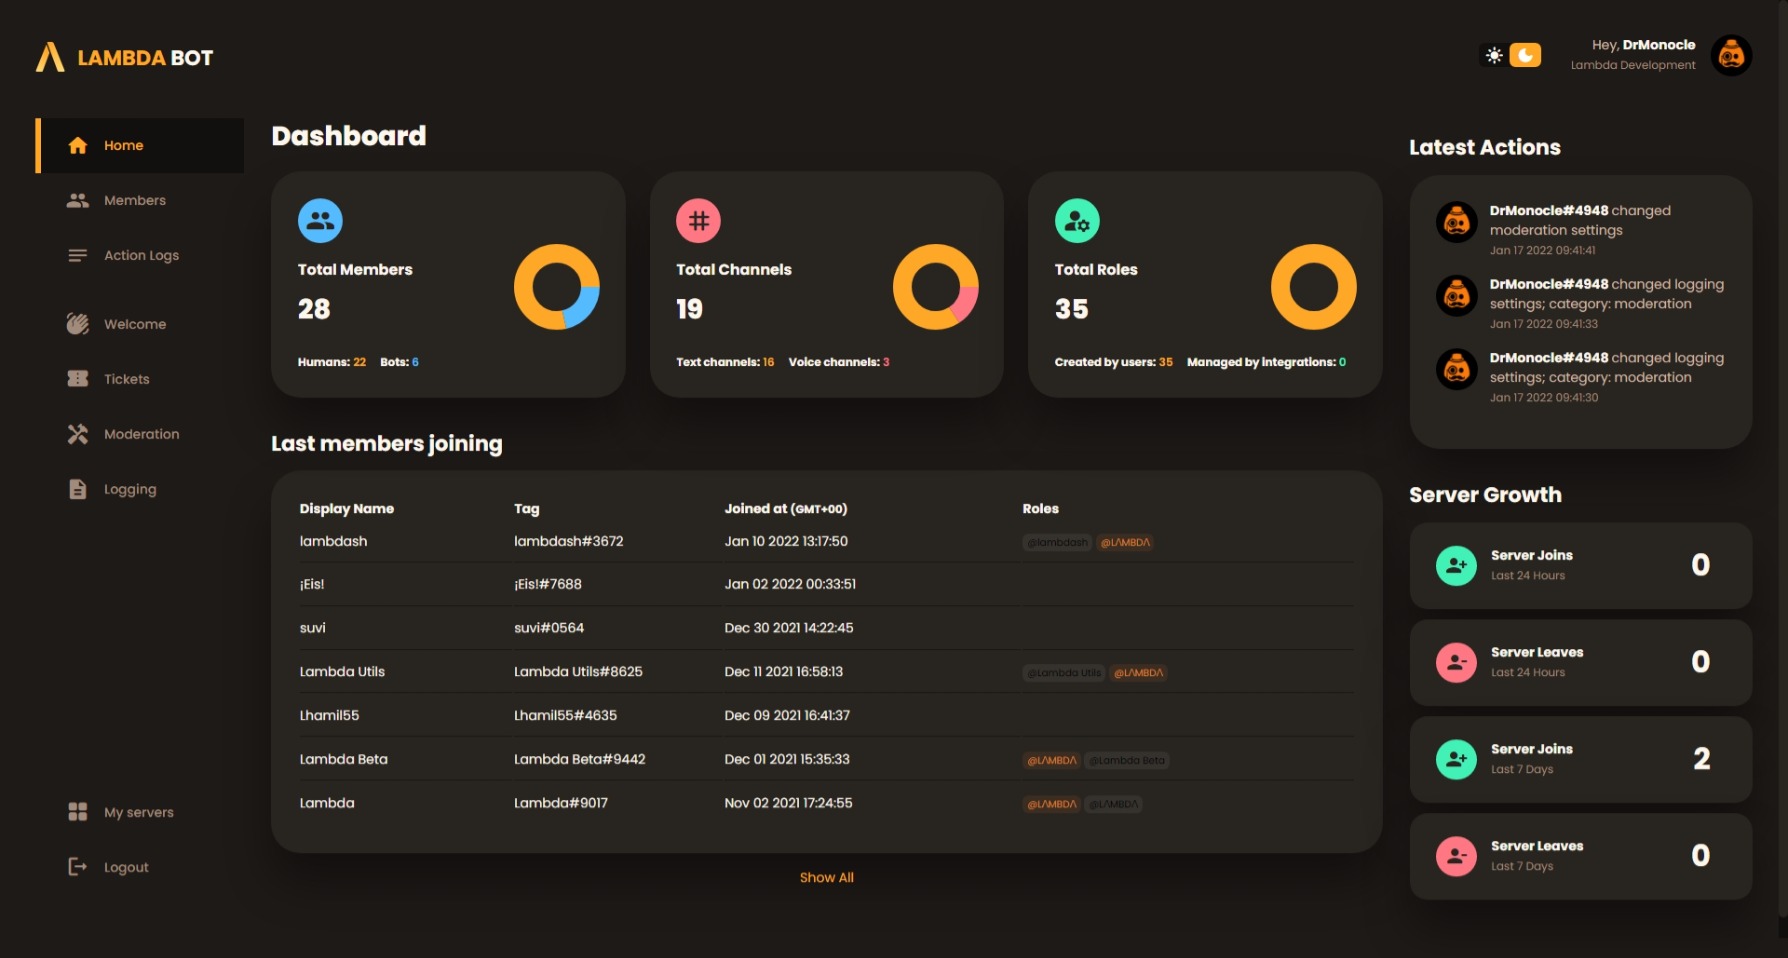 LAMBDA BOT
Hey, DrMonocle
Lambda Development
Home
Members
Action Logs
Welcome
Tickets
Moderation
Logging
My servers
Logout
Dashboard
Total Members
28
Humans: 22 Bots: 6
Total Channels
19
Text channels: 16 Voice channels: 3
Total Roles
35
Created by users: 35 Managed by integrations: 0
Last members joining
Display Name Tag Joined at (GMT+00) Roles
lambdash lambdash#3672 Jan 10 2022 13:17:50 @lambdash @LΛMBDΛ
¡Eis! ¡Eis!#7688 Jan 02 2022 00:33:51
suvi suvi#0564 Dec 30 2021 14:22:45
Lambda Utils Lambda Utils#8625 Dec 11 2021 16:58:13 @Lambda Utils @LΛMBDΛ
Lhamil55 Lhamil55#4635 Dec 09 2021 16:41:37
Lambda Beta Lambda Beta#9442 Dec 01 2021 15:35:33 @LΛMBDΛ @Lambda Beta
Lambda Lambda#9017 Nov 02 2021 17:24:55 @LΛMBDΛ @LΛMBDΛ
Show All
Latest Actions
DrMonocle#4948 changed
moderation settings
Jan 17 2022 09:41:41
DrMonocle#4948 changed logging
settings; category: moderation
Jan 17 2022 09:41:33
DrMonocle#4948 changed logging
settings; category: moderation
Jan 17 2022 09:41:30
Server Growth
Server Joins 0
Last 24 Hours
Server Leaves 0
Last 24 Hours
Server Joins 2
Last 7 Days
Server Leaves 0
Last 7 Days